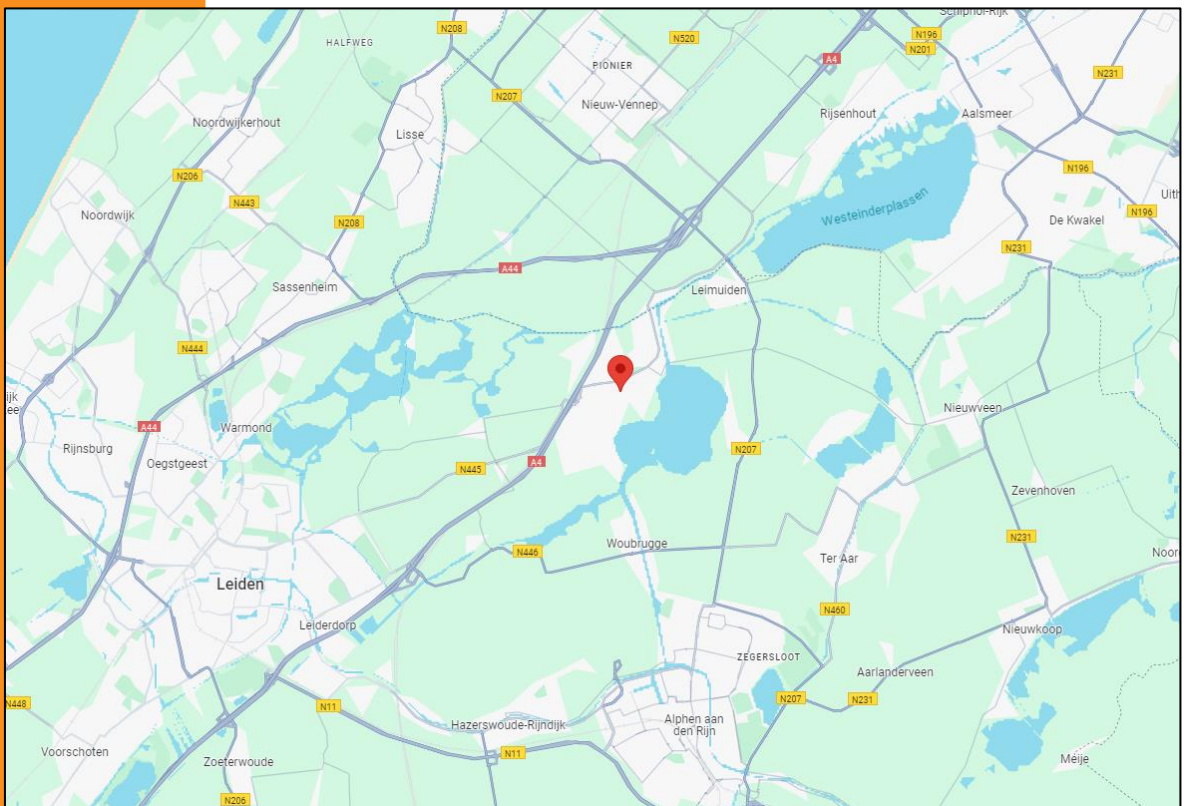 Schiphol-Rijk
N208
N196
HALFWEG
N520
N201
A4
PIONIER
N231
N207
Nieuw-Vennep
Rijsenhout
Aalsmeer
Noordwijkerhout
Lisse
N206
N196
N443
Westeinderplassen
Noordwijk
N208
N196
De Kwakel
N231
A44
Sassenheim
Leimuiden
N444
Nieuwveen
Warmond
A44
Rijnsburg
Oegstgeest
N207
A4
N445
Zevenhoven
N231
Woubrugge
N446
Ter Aar
Leiden
N460
Leiderdorp
Nieuwkoop
ZEGERSLOOT
Aarlanderveen
N448
N207
N231
N11
Hazerswoude-Rijndijk
Alphen aan
den Rijn
Voorschoten
N11
Zoeterwoude
Meije
N206